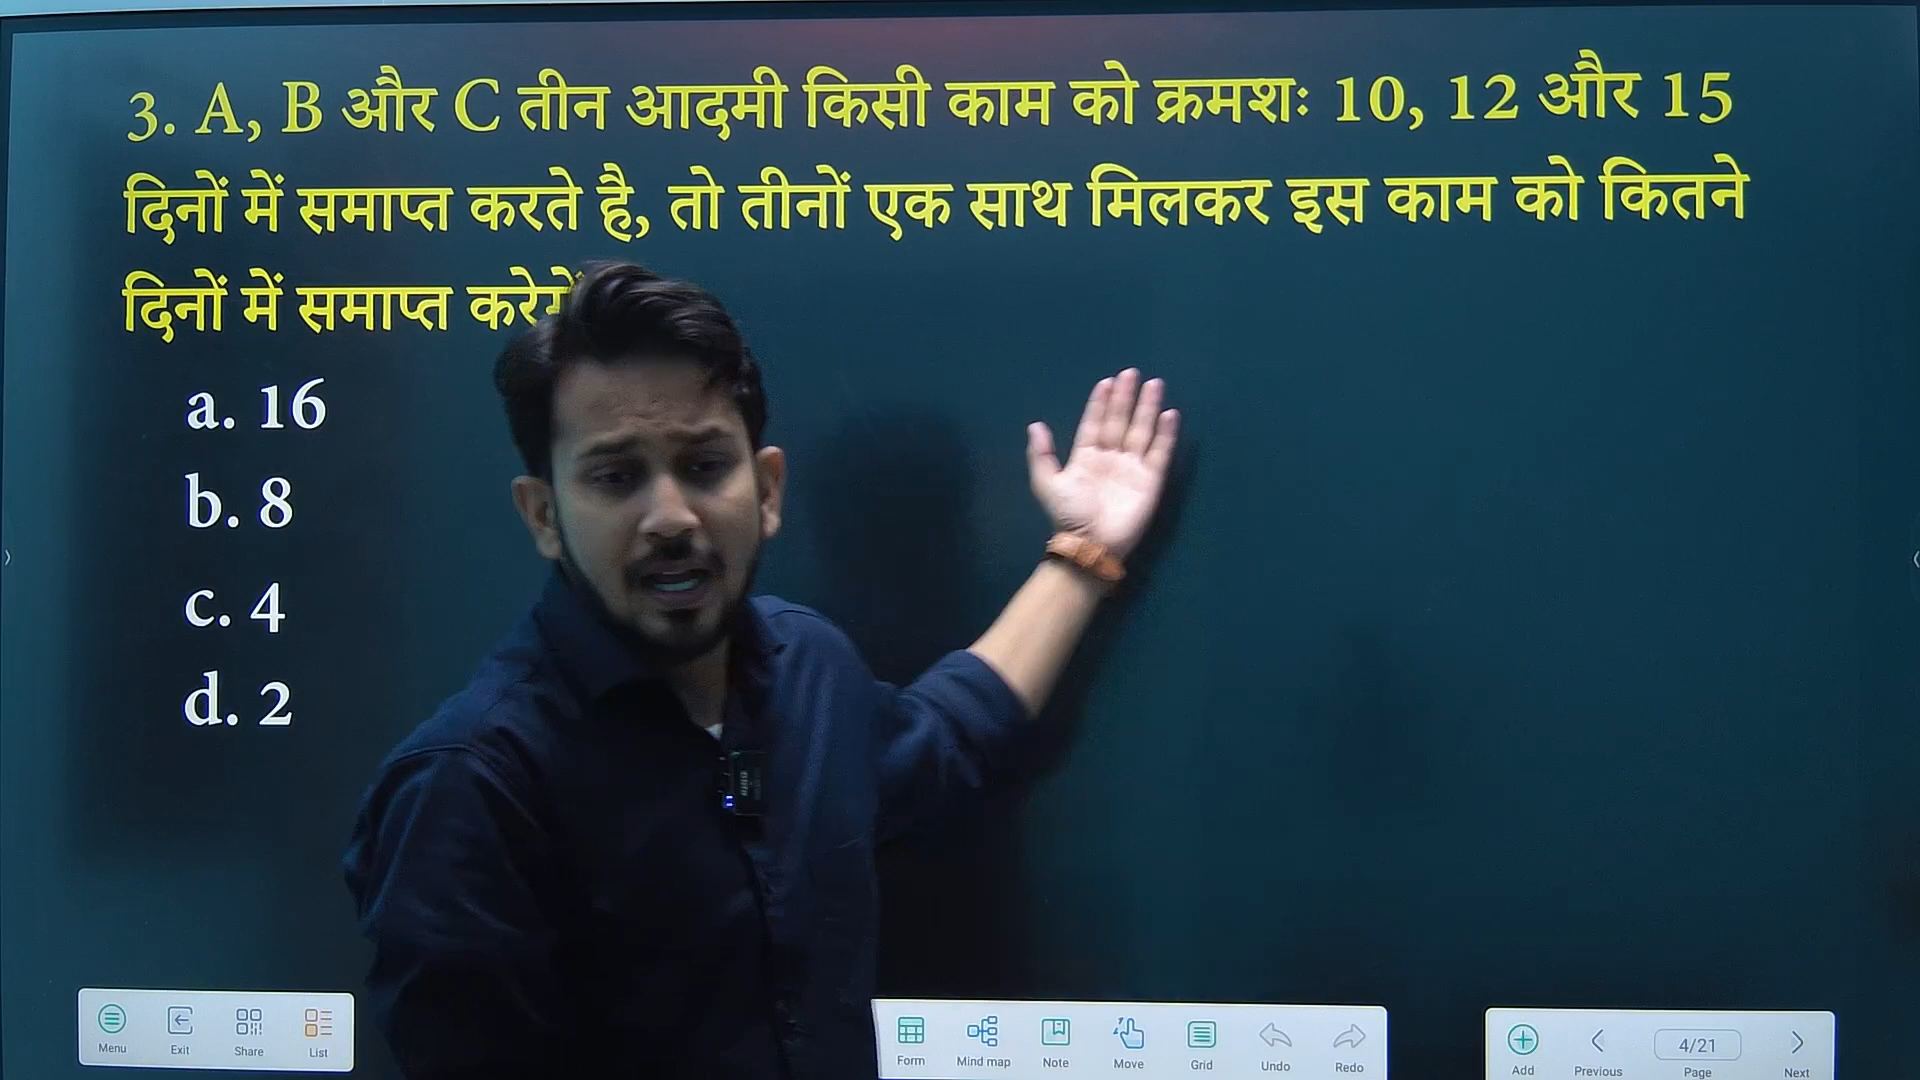 3. A, B और C तीन आदमी किसी काम को क्रमशः 10, 12 और 15
दिनों में समाप्त करते है, तो तीनों एक साथ मिलकर इस काम को कितने
दिनों में समाप्त
a. 16
b. 8
c. 4
d. 2
Menu Exit Share List
Form Mind map Note Move Grid Undo Redo
Add Previous 4/21 Page Next